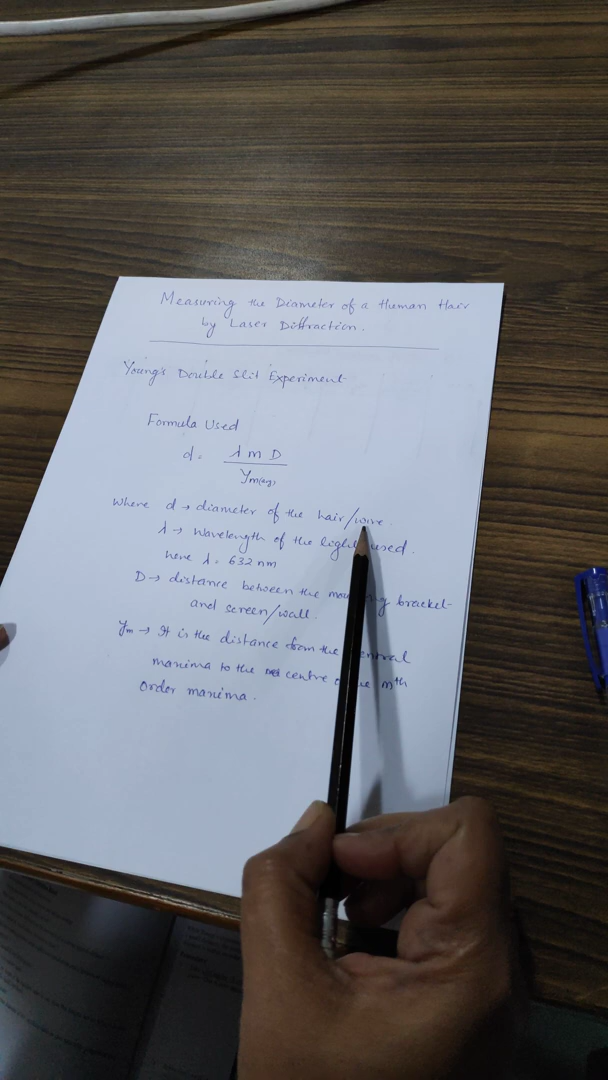 Measuring the Diameter of a Human Hair
by Laser Diffraction.
Young's Double Slit Experiment
Formula Used
d = λ m D
Ym(avg)
Where d → diameter of the hair/wire.
λ → Wavelength of the light used.
here λ = 632 nm
D → distance between the bracket
and screen/wall.
Ym → It is the distance from the
maxima to the centre mth
order maxima.